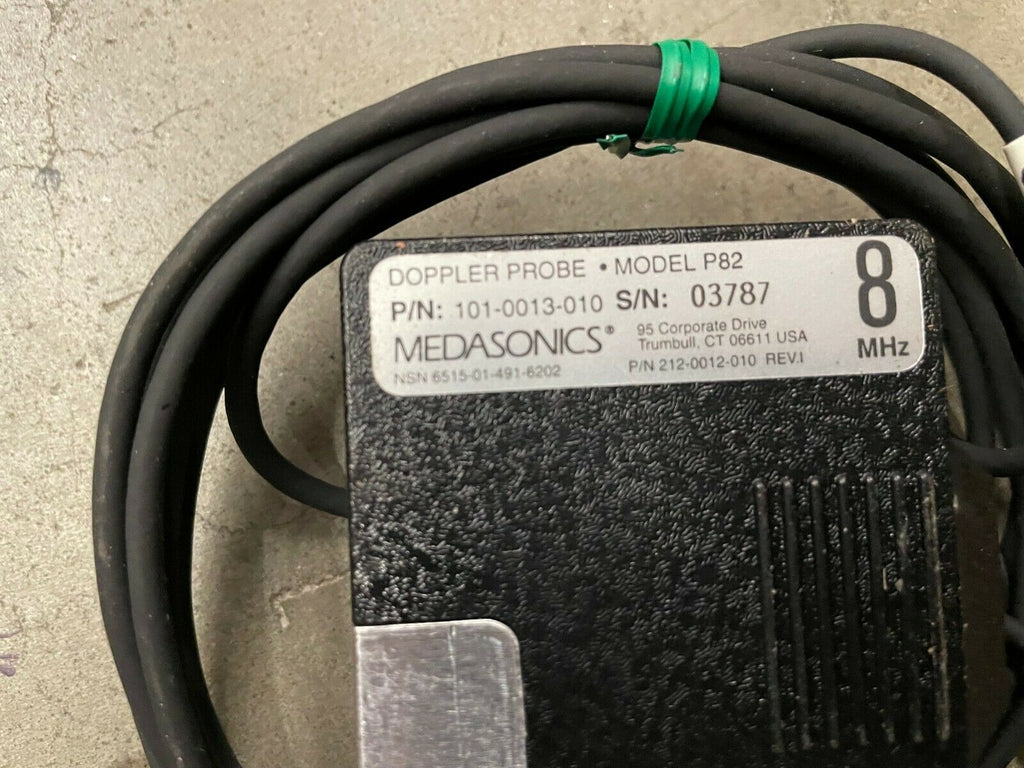 DOPPLER PROBE • MODEL P82
P/N: 101-0013-010 S/N: 03787
MEDASONICS®
95 Corporate Drive
Trumbull, CT 06611 USA
NSN 6515-01-491-6202
P/N 212-0012-010 REV.I
8
MHz